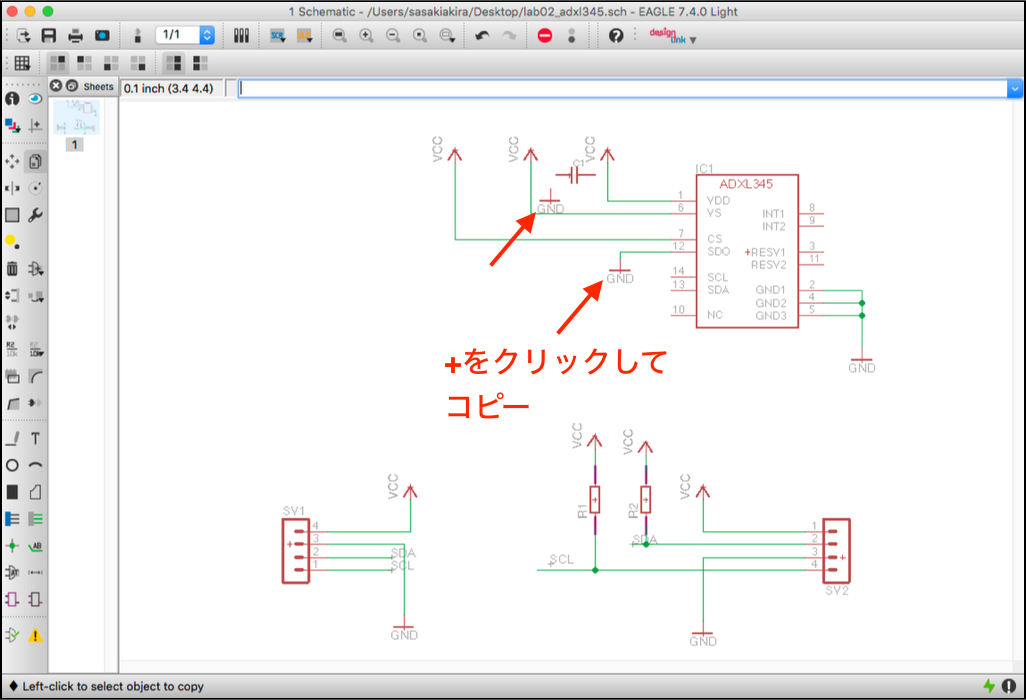 1 Schematic - /Users/sasakiakira/Desktop/lab02_adxl345.sch - EAGLE 7.4.0 Light
1/1
SCR
ULP
design link
Sheets
0.1 inch (3.4 4.4)
1
VCC
VCC
VCC
C1
GND
IC1
ADXL345
1
VDD
6
VS
7
CS
12
SDO
14
SCL
13
SDA
10
NC
INT1
8
INT2
9
RESV1
3
RESV2
11
GND1
2
GND2
4
GND3
5
GND
GND
+をクリックして
コピー
VCC
VCC
VCC
VCC
R1
R2
SV1
4
3
2
1
SDA
SCL
GND
SDA
SCL
1
2
3
4
SV2
GND
Left-click to select object to copy